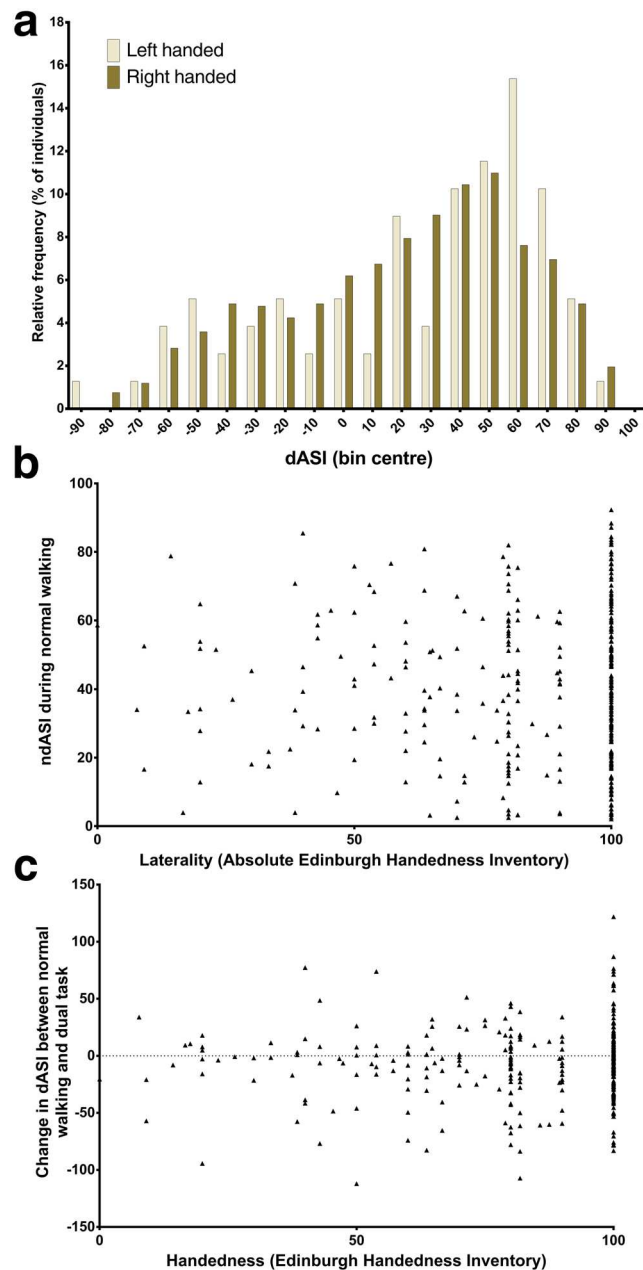 a
18
16
14
12
10
8
6
4
2
0
Relative frequency (% of individuals)
Left handed
Right handed
-90 -80 -70 -60 -50 -40 -30 -20 -10 0 10 20 30 40 50 60 70 80 90 100
dASI (bin centre)
b
100
80
60
40
20
0
ndASI during normal walking
0 50 100
Laterality (Absolute Edinburgh Handedness Inventory)
c
150
100
50
0
-50
-100
-150
Change in dASI between normal
walking and dual task
0 50 100
Handedness (Edinburgh Handedness Inventory)